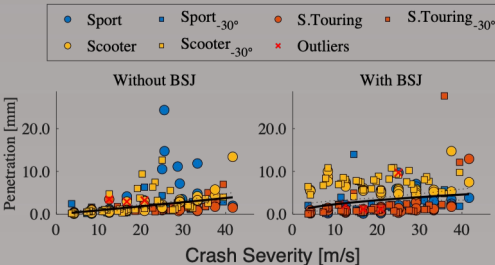 Sport Sport-30° S.Touring S.Touring-30°
Scooter Scooter-30° Outliers
Without BSJ With BSJ
Penetration [mm]
20.0 20.0
10.0 10.0
0.0 0.0
0 10 20 30 40 0 10 20 30 40
Crash Severity [m/s]